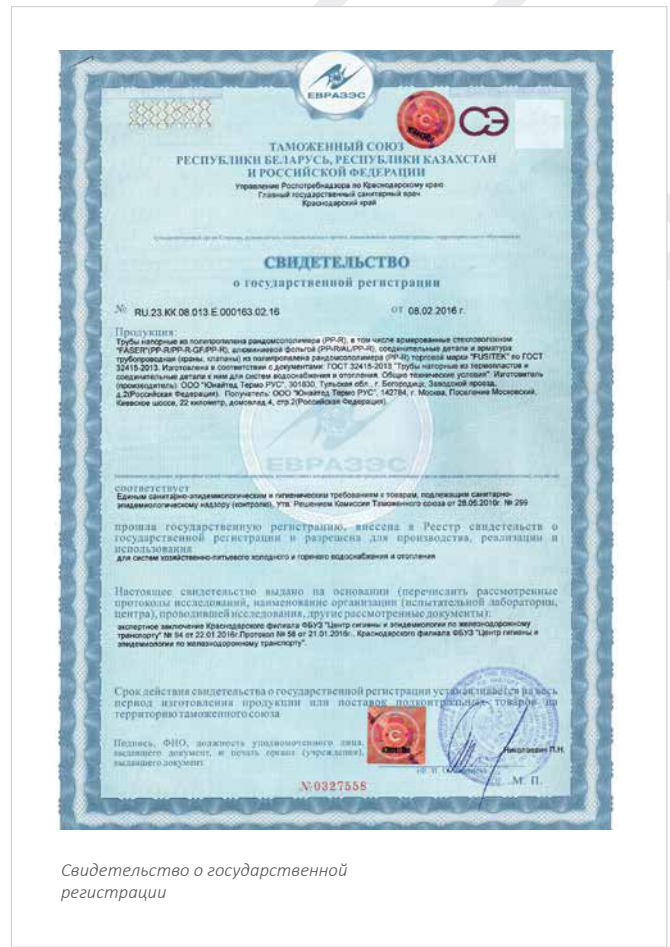 ЕВРАЗЭС
СЭ
ТАМОЖЕННЫЙ СОЮЗ
РЕСПУБЛИКИ БЕЛАРУСЬ, РЕСПУБЛИКИ КАЗАХСТАН
И РОССИЙСКОЙ ФЕДЕРАЦИИ
Управление Роспотребнадзора по Краснодарскому краю
Главный государственный санитарный врач
Краснодарский край
СВИДЕТЕЛЬСТВО
о государственной регистрации
№ RU.23.КК.08.013.Е.000163.02.16 от 08.02.2016 г.
Продукция:
Трубы напорные из полипропилена рандомсополимера (PP-R), в том числе армированные стекловолокном
"FASER"(PP-R/PP-R-GF/PP-R), алюминиевой фольгой (PP-R/AL/PP-R), соединительные детали и арматура
трубопроводная (краны, клапаны) из полипропилена рандомсополимера (PP-R) торговой марки "FUSITEK" по ГОСТ
32415-2013. Изготовлена в соответствии с документами: ГОСТ 32415-2013 "Трубы напорные из термопластов и
соединительные детали к ним для систем водоснабжения и отопления. Общие технические условия". Изготовитель
(производитель): ООО "Юнайтед Термо РУС", 301830, Тульская обл., г. Богородицк, Заводской проезд,
д.2(Российская Федерация). Получатель: ООО "Юнайтед Термо РУС", 142784, г. Москва, Поселение Московский,
Киевское шоссе, 22 километр, домовлад.4, стр.2(Российская Федерация).
ЕВРАЗЭС
соответствует
Единым санитарно-эпидемиологическим и гигиеническим требованиям к товарам, подлежащим санитарно-
эпидемиологическому надзору (контролю), утв. Решением Комиссии Таможенного союза от 28.05.2010г. № 299
прошла государственную регистрацию, внесена в Реестр свидетельств о
государственной регистрации и разрешена для производства, реализации и
использования
для систем хозяйственно-питьевого холодного и горячего водоснабжения и отопления
Настоящее свидетельство выдано на основании (перечислить рассмотренные
протоколы исследований, наименование организации (испытательной лаборатории,
центра), проводившей исследования, другие рассмотренные документы):
экспертное заключение Краснодарского филиала ФБУЗ "Центр гигиены и эпидемиологии по железнодорожному
транспорту" № 94 от 22.01.2016г.Протокол № 58 от 21.01.2016г., Краснодарского филиала ФБУЗ "Центр гигиены и
эпидемиологии по железнодорожному транспорту".
Срок действия свидетельства о государственной регистрации устанавливается на весь
период изготовления продукции или поставок подконтрольных товаров на
территорию таможенного союза
Подпись, ФИО, должность уполномоченного лица,
выдавшего документ, и печать органа (учреждения),
выдавшего документ
Николаевич П.Н.
М. П.
№0327558
Свидетельство о государственной
регистрации